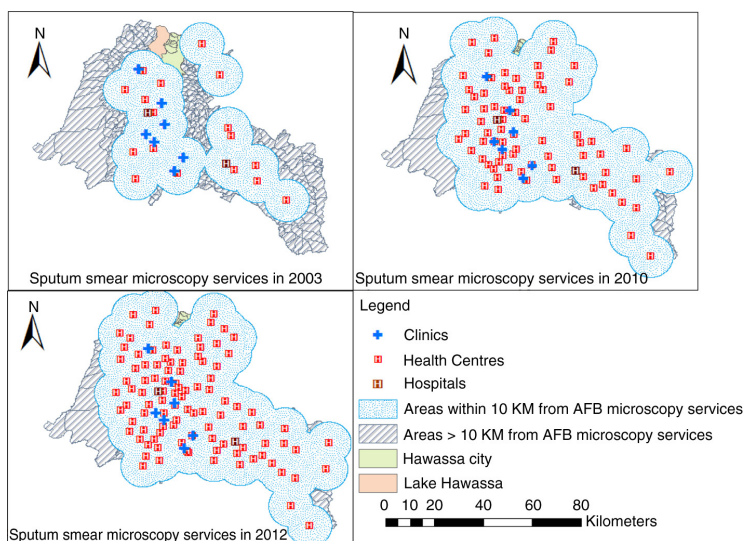 N
Sputum smear microscopy services in 2003
Sputum smear microscopy services in 2010
N
Sputum smear microscopy services in 2012
N
Legend
Clinics
Health Centres
Hospitals
Areas within 10 KM from AFB microscopy services
Areas > 10 KM from AFB microscopy services
Hawassa city
Lake Hawassa
0 10 20 40 60 80
Kilometers